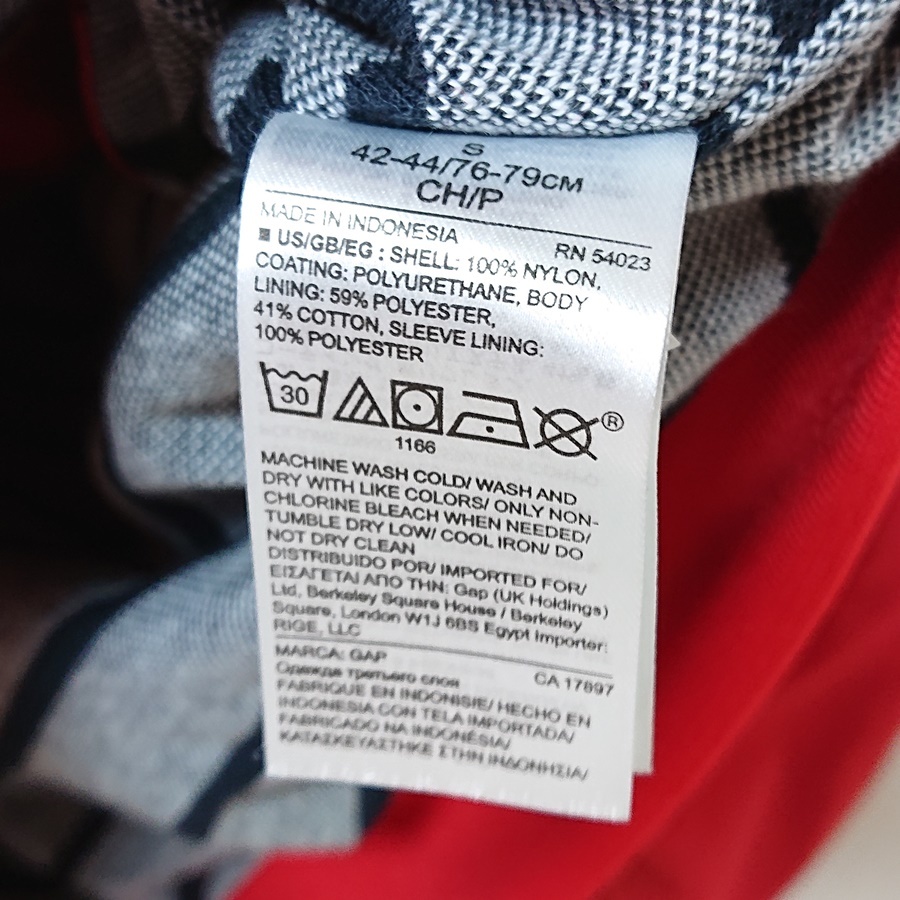 S
42-44/76-79CM
CH/P
MADE IN INDONESIA
RN 54023
■ US/GB/EG : SHELL: 100% NYLON,
COATING: POLYURETHANE, BODY
LINING: 59% POLYESTER,
41% COTTON, SLEEVE LINING:
100% POLYESTER
30
®
1166
MACHINE WASH COLD/ WASH AND
DRY WITH LIKE COLORS/ ONLY NON-
CHLORINE BLEACH WHEN NEEDED/
TUMBLE DRY LOW/ COOL IRON/ DO
NOT DRY CLEAN
DISTRIBUIDO POR/ IMPORTED FOR/
ΕΙΣΑΓΕΤΑΙ ΑΠΟ ΤΗΝ: Gap (UK Holdings)
Ltd, Berkeley Square House / Berkeley
Square, London W1J 6BS Egypt Importer:
RIGE, LLC
MARCA: GAP
CA 17897
Одежда третьего слоя
FABRIQUE EN INDONISIE/ HECHO EN
INDONESIA CON TELA IMPORTADA/
FABRICADO NA INDONÉSIA/
ΚΑΤΑΣΚΕΥΑΣΤΗΚΕ ΣΤΗΝ ΙΝΔΟΝΗΣΙΑ/